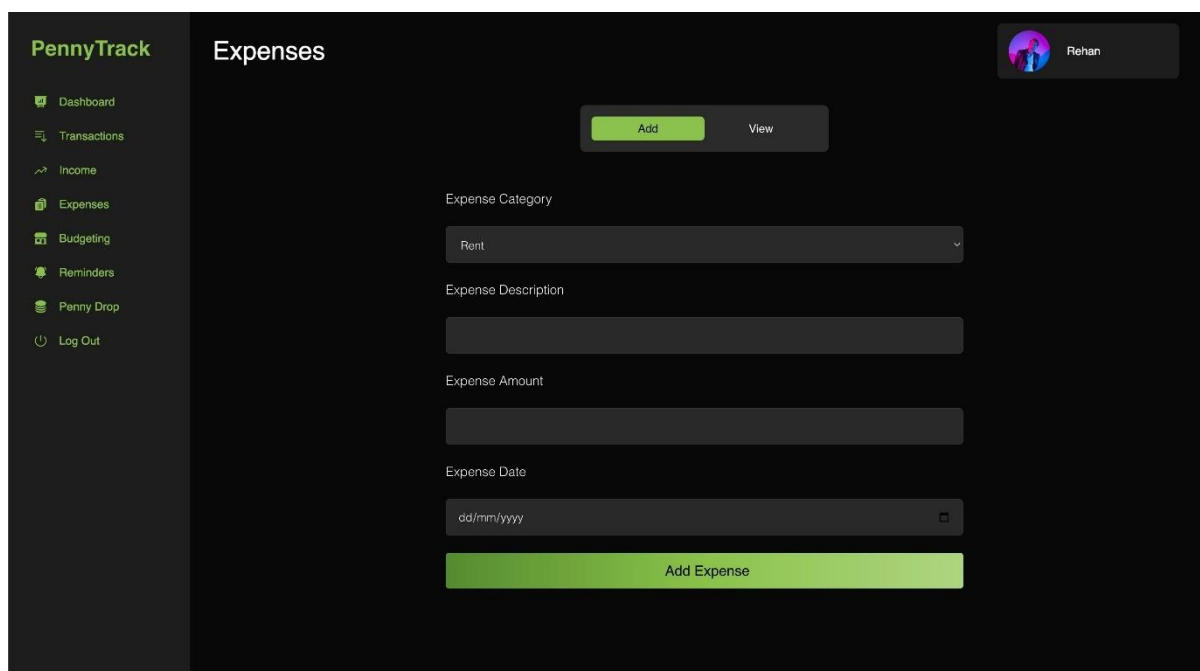 PennyTrack
Dashboard
Transactions
Income
Expenses
Budgeting
Reminders
Penny Drop
Log Out
Expenses
Rehan
Add
View
Expense Category
Rent
Expense Description
Expense Amount
Expense Date
dd/mm/yyyy
Add Expense